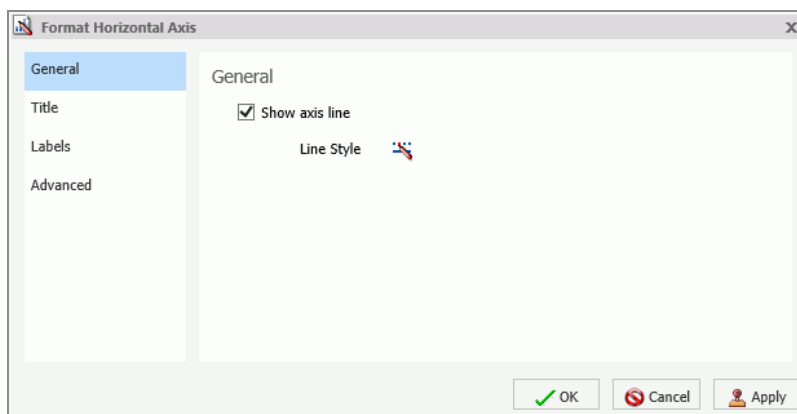 Format Horizontal Axis
x
General
Title
Labels
Advanced
General
Show axis line
Line Style
OK
Cancel
Apply